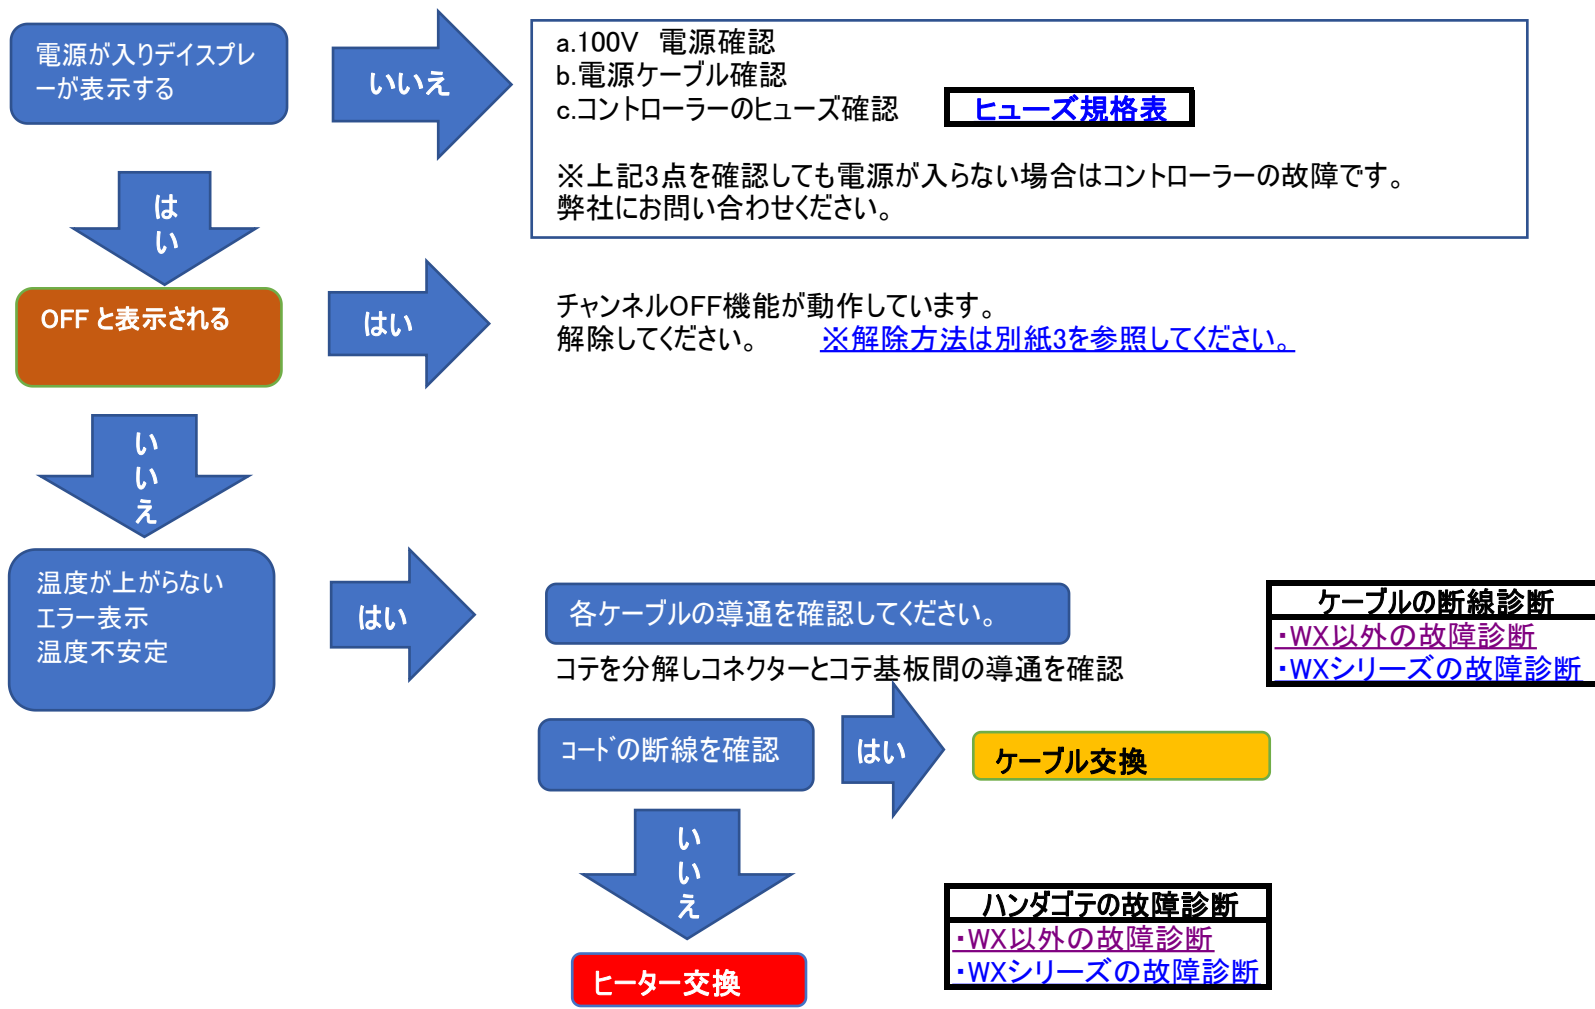 電源が入りデイスプレ
ーが表示する
いいえ
a.100V 電源確認
b.電源ケーブル確認
c.コントローラーのヒューズ確認
ヒューズ規格表
※上記3点を確認しても電源が入らない場合はコントローラーの故障です。
弊社にお問い合わせください。
はい
OFF と表示される
はい
チャンネルOFF機能が動作しています。
解除してください。 ※解除方法は別紙3を参照してください。
いいえ
温度が上がらない
エラー表示
温度不安定
はい
各ケーブルの導通を確認してください。
コテを分解しコネクターとコテ基板間の導通を確認
ケーブルの断線診断
・WX以外の故障診断
・WXシリーズの故障診断
ｺｰﾄﾞの断線を確認
はい
ケーブル交換
いいえ
ヒーター交換
ハンダゴテの故障診断
・WX以外の故障診断
・WXシリーズの故障診断